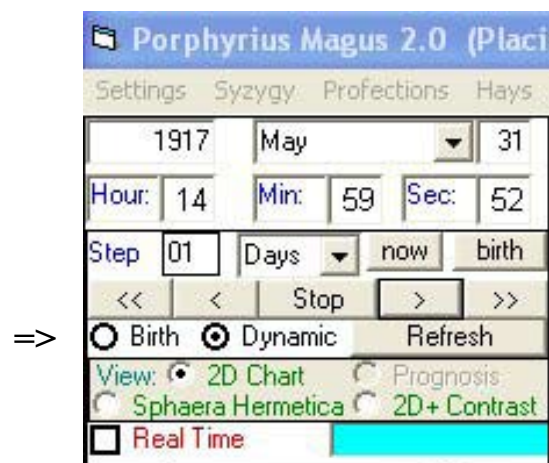 Porphyrius Magus 2.0 (Placi
Settings Syzygy Profections Hays
1917 May 31
Hour: 14 Min: 59 Sec: 52
Step 01 Days now birth
<< < Stop > >>
=> Birth Dynamic Refresh
View: 2D Chart Prognosis
Sphaera Hermetica 2D+ Contrast
Real Time